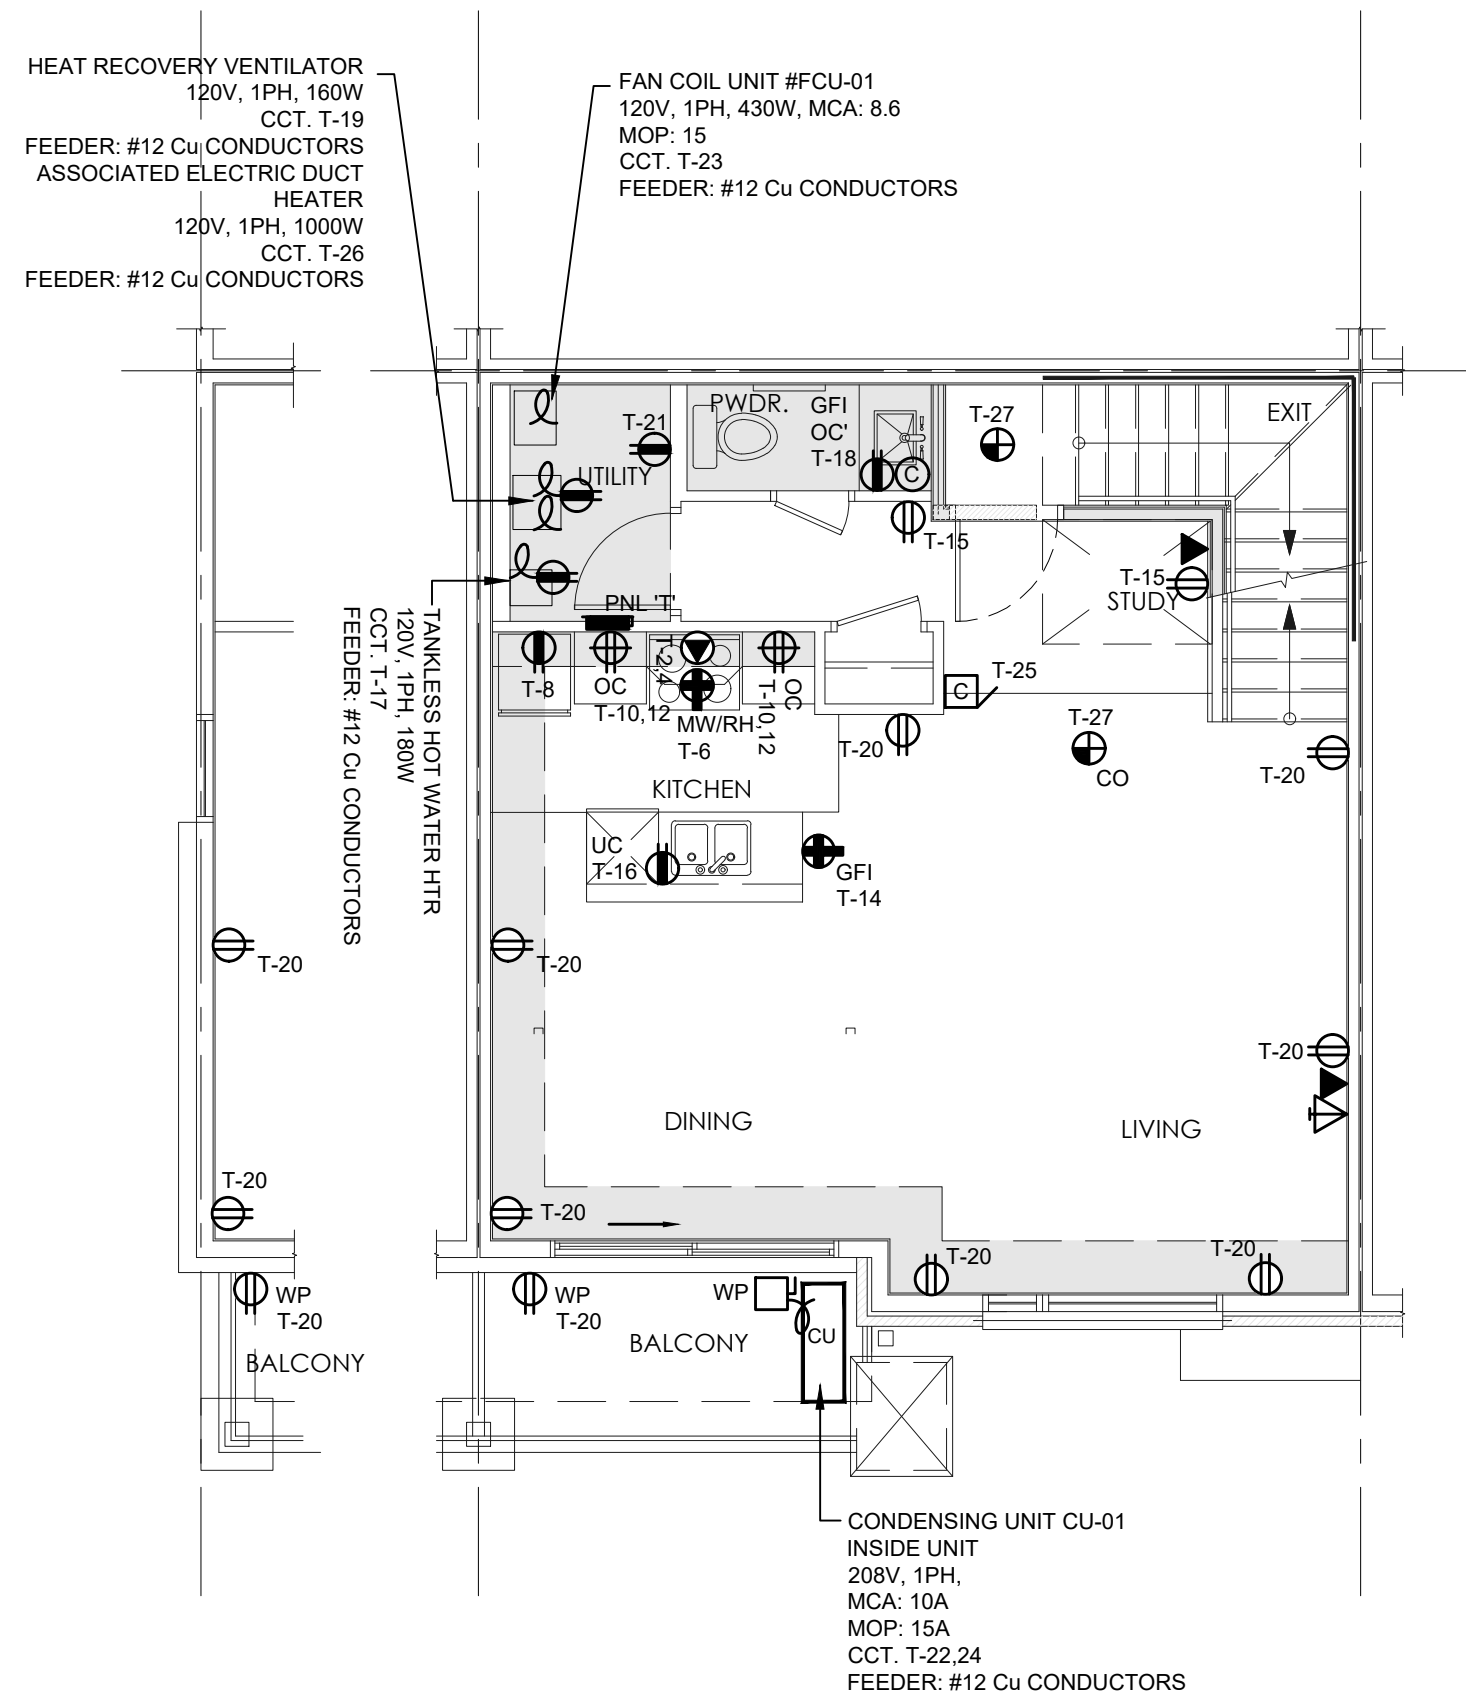 HEAT RECOVERY VENTILATOR
120V, 1PH, 160W
CCT. T-19
FEEDER: #12 Cu CONDUCTORS
ASSOCIATED ELECTRIC DUCT
HEATER
120V, 1PH, 1000W
CCT. T-26
FEEDER: #12 Cu CONDUCTORS
FAN COIL UNIT #FCU-01
120V, 1PH, 430W, MCA: 8.6
MOP: 15
CCT. T-23
FEEDER: #12 Cu CONDUCTORS
T-21
UTILITY
PWDR.
GFI
OC'
T-18
C
T-27
EXIT
T-15
T-15
STUDY
PNL 'T'
TANKLESS HOT WATER HTR
120V, 1PH, 180W
CCT. T-17
FEEDER: #12 Cu CONDUCTORS
T-8
OC
T-10,12
T-2,4
MW/RH
T-6
OC
T-10,12
C
T-25
T-20
T-27
CO
T-20
KITCHEN
UC
T-16
GFI
T-14
T-20
T-20
T-20
DINING
LIVING
T-20
T-20
T-20
T-20
WP
T-20
BALCONY
WP
T-20
BALCONY
WP
CU
CONDENSING UNIT CU-01
INSIDE UNIT
208V, 1PH,
MCA: 10A
MOP: 15A
CCT. T-22,24
FEEDER: #12 Cu CONDUCTORS